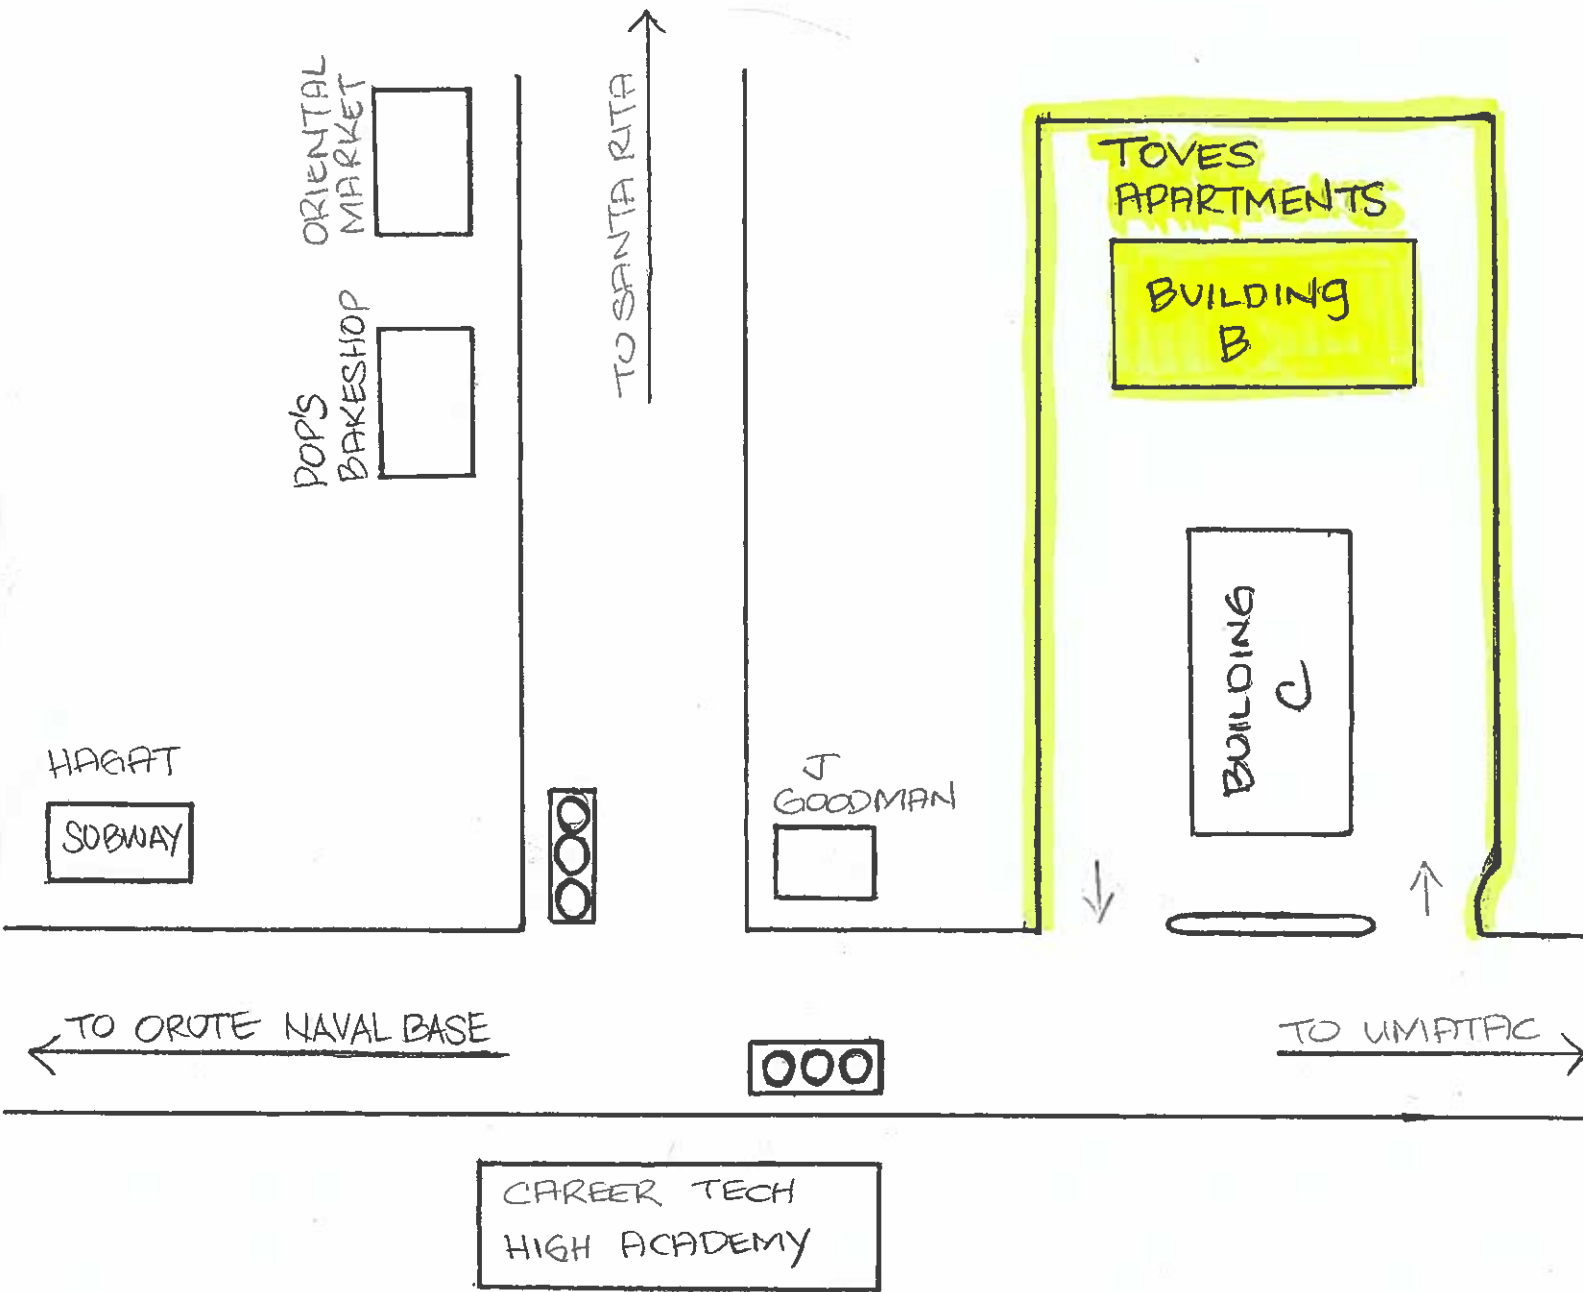 ORIENTAL
MARKET
POP'S
BAKESHOP
TO SANTA RITA
TOVES
APARTMENTS
BUILDING
B
BUILDING
C
HAGAT
SUBWAY
J
GOODMAN
TO OROTE NAVAL BASE
TO UMATAC
CAREER TECH
HIGH ACADEMY